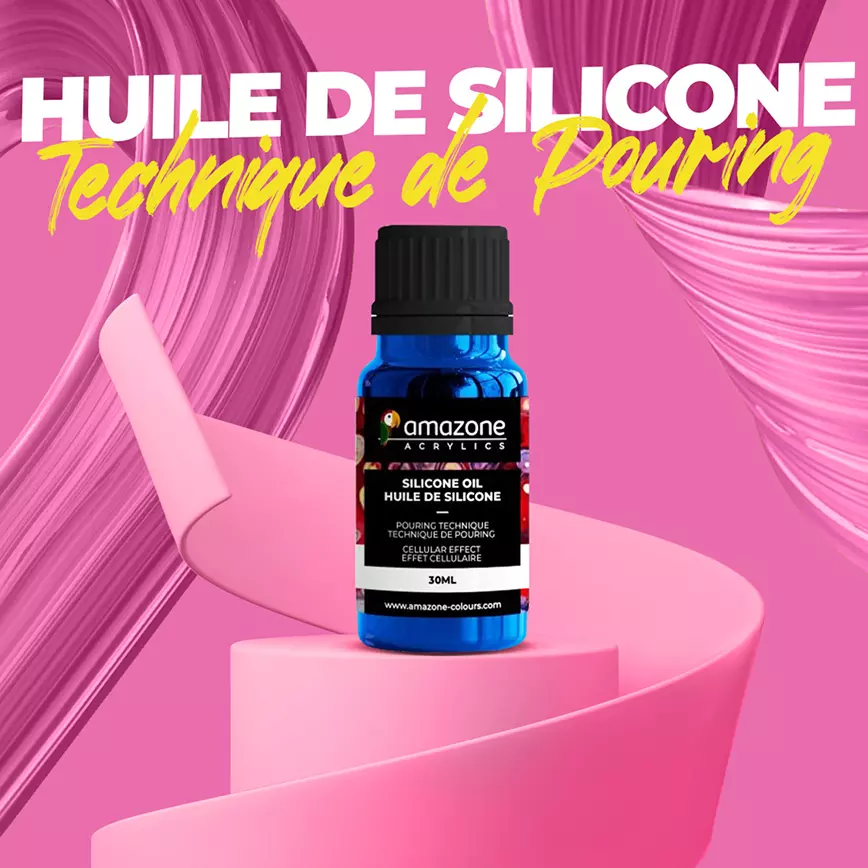 HUILE DE SILICONE
Technique de Pouring
amazone
ACRYLICS
SILICONE OIL
HUILE DE SILICONE
POURING TECHNIQUE
TECHNIQUE DE POURING
CELLULAR EFFECT
EFFET CELLULAIRE
30ML
www.amazone-colours.com